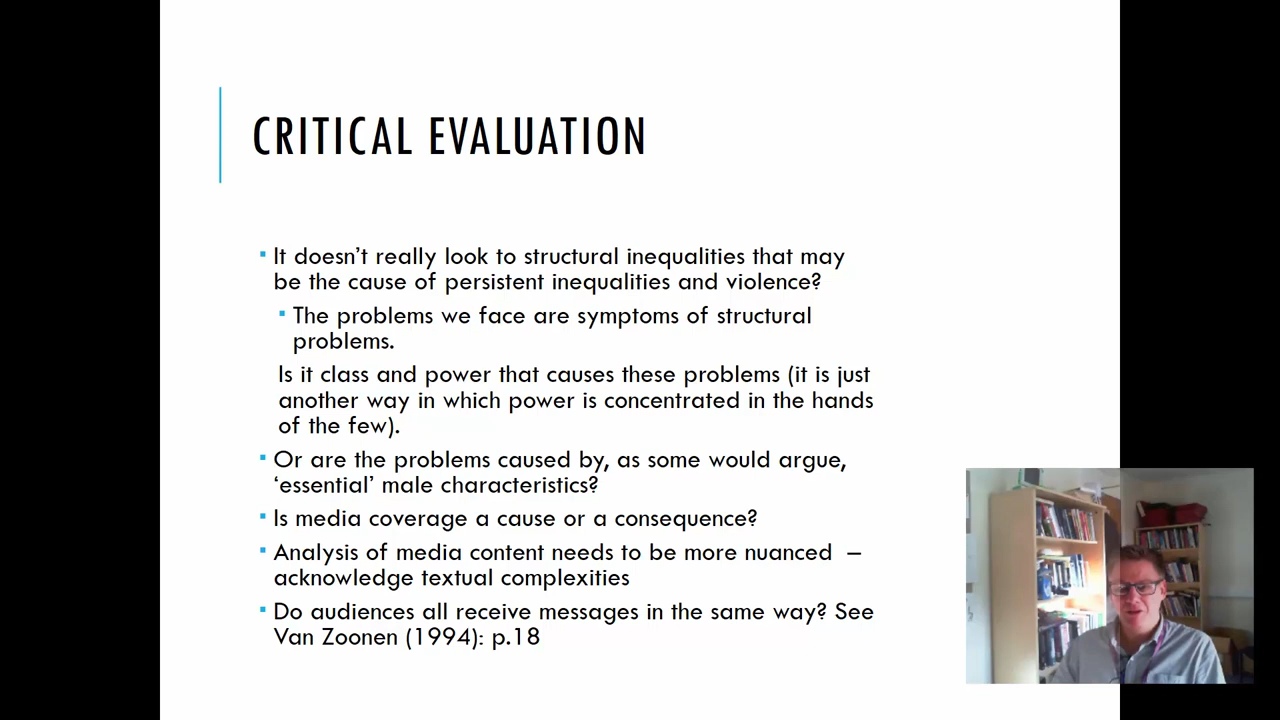 CRITICAL EVALUATION
▪ It doesn’t really look to structural inequalities that may
be the cause of persistent inequalities and violence?
▪ The problems we face are symptoms of structural
problems.
Is it class and power that causes these problems (it is just
another way in which power is concentrated in the hands
of the few).
▪ Or are the problems caused by, as some would argue,
‘essential’ male characteristics?
▪ Is media coverage a cause or a consequence?
▪ Analysis of media content needs to be more nuanced –
acknowledge textual complexities
▪ Do audiences all receive messages in the same way? See
Van Zoonen (1994): p.18